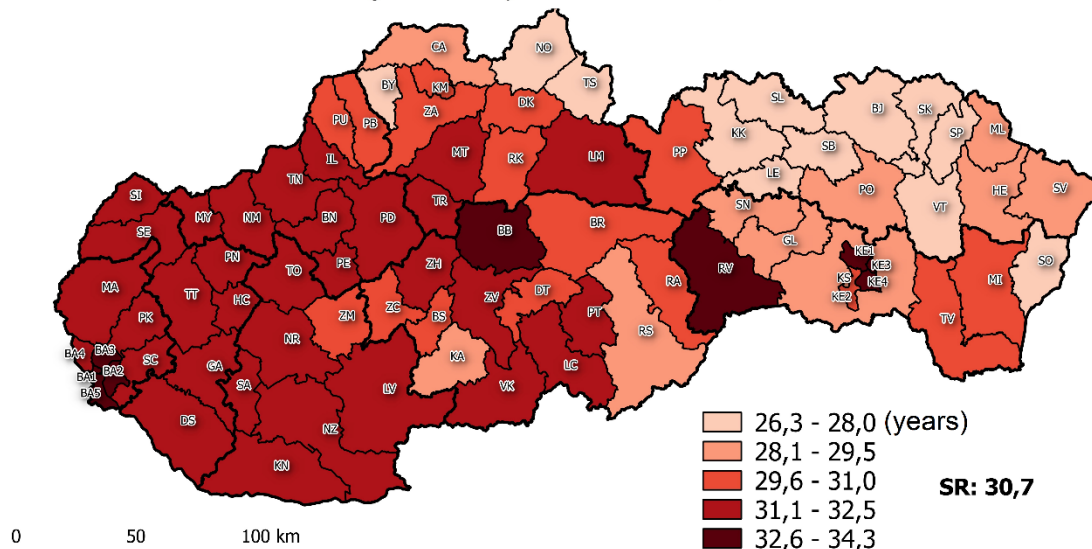 CA
NO
BY
KM
TS
PU
PB
ZA
DK
SL
BJ
SK
SP
ML
KK
SB
IL
MT
RK
LM
PP
LE
PO
HE
SV
TN
SI
MY
NM
BN
PD
TR
SN
VT
SE
BB
BR
GL
KE1
SO
PN
TO
PE
ZH
RV
KE3
MA
TT
HC
ZV
DT
RA
KS
KE4
MI
KE2
PK
NR
ZM
ZC
BS
PT
RS
TV
BA4
BA3
SC
GA
KA
LC
BA1
BA2
SA
LV
VK
BA5
DS
NZ
KN
26,3 - 28,0 (years)
28,1 - 29,5
29,6 - 31,0
SR: 30,7
31,1 - 32,5
32,6 - 34,3
0 50 100 km